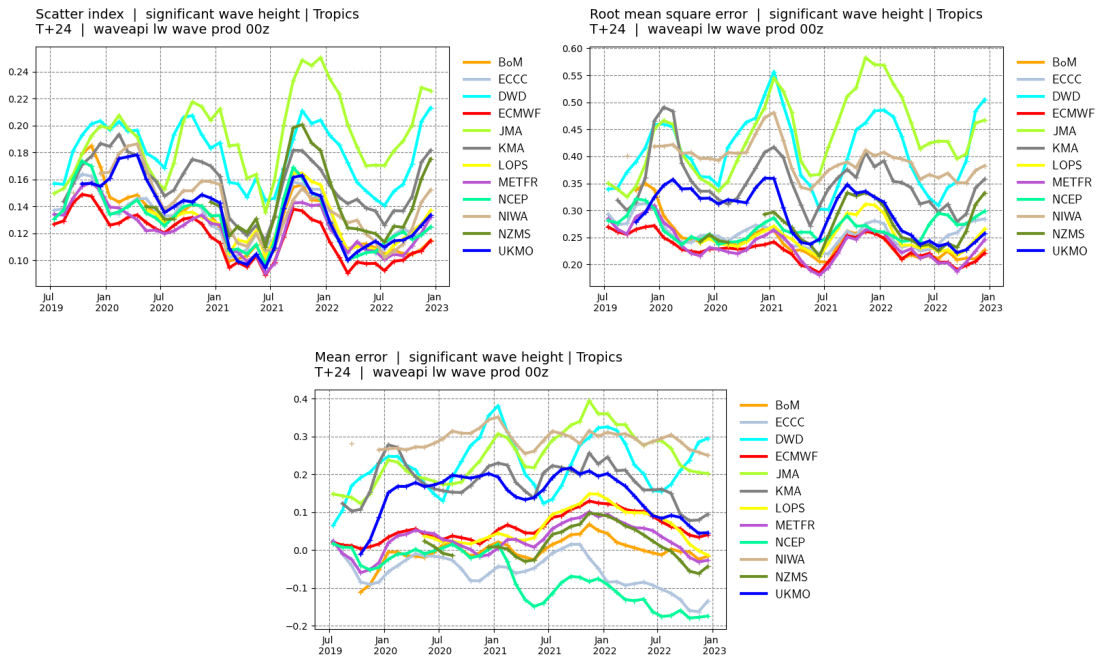 Scatter index | significant wave height | Tropics
T+24 | waveapi lw wave prod 00z
0.24
0.22
0.20
0.18
0.16
0.14
0.12
0.10
Jul 2019
Jan 2020
Jul 2020
Jan 2021
Jul 2021
Jan 2022
Jul 2022
Jan 2023
BoM
ECCC
DWD
ECMWF
JMA
KMA
LOPS
METFR
NCEP
NIWA
NZMS
UKMO
Root mean square error | significant wave height | Tropics
T+24 | waveapi lw wave prod 00z
0.60
0.55
0.50
0.45
0.40
0.35
0.30
0.25
0.20
Jul 2019
Jan 2020
Jul 2020
Jan 2021
Jul 2021
Jan 2022
Jul 2022
Jan 2023
BoM
ECCC
DWD
ECMWF
JMA
KMA
LOPS
METFR
NCEP
NIWA
NZMS
UKMO
Mean error | significant wave height | Tropics
T+24 | waveapi lw wave prod 00z
0.4
0.3
0.2
0.1
0.0
−0.1
−0.2
Jul 2019
Jan 2020
Jul 2020
Jan 2021
Jul 2021
Jan 2022
Jul 2022
Jan 2023
BoM
ECCC
DWD
ECMWF
JMA
KMA
LOPS
METFR
NCEP
NIWA
NZMS
UKMO